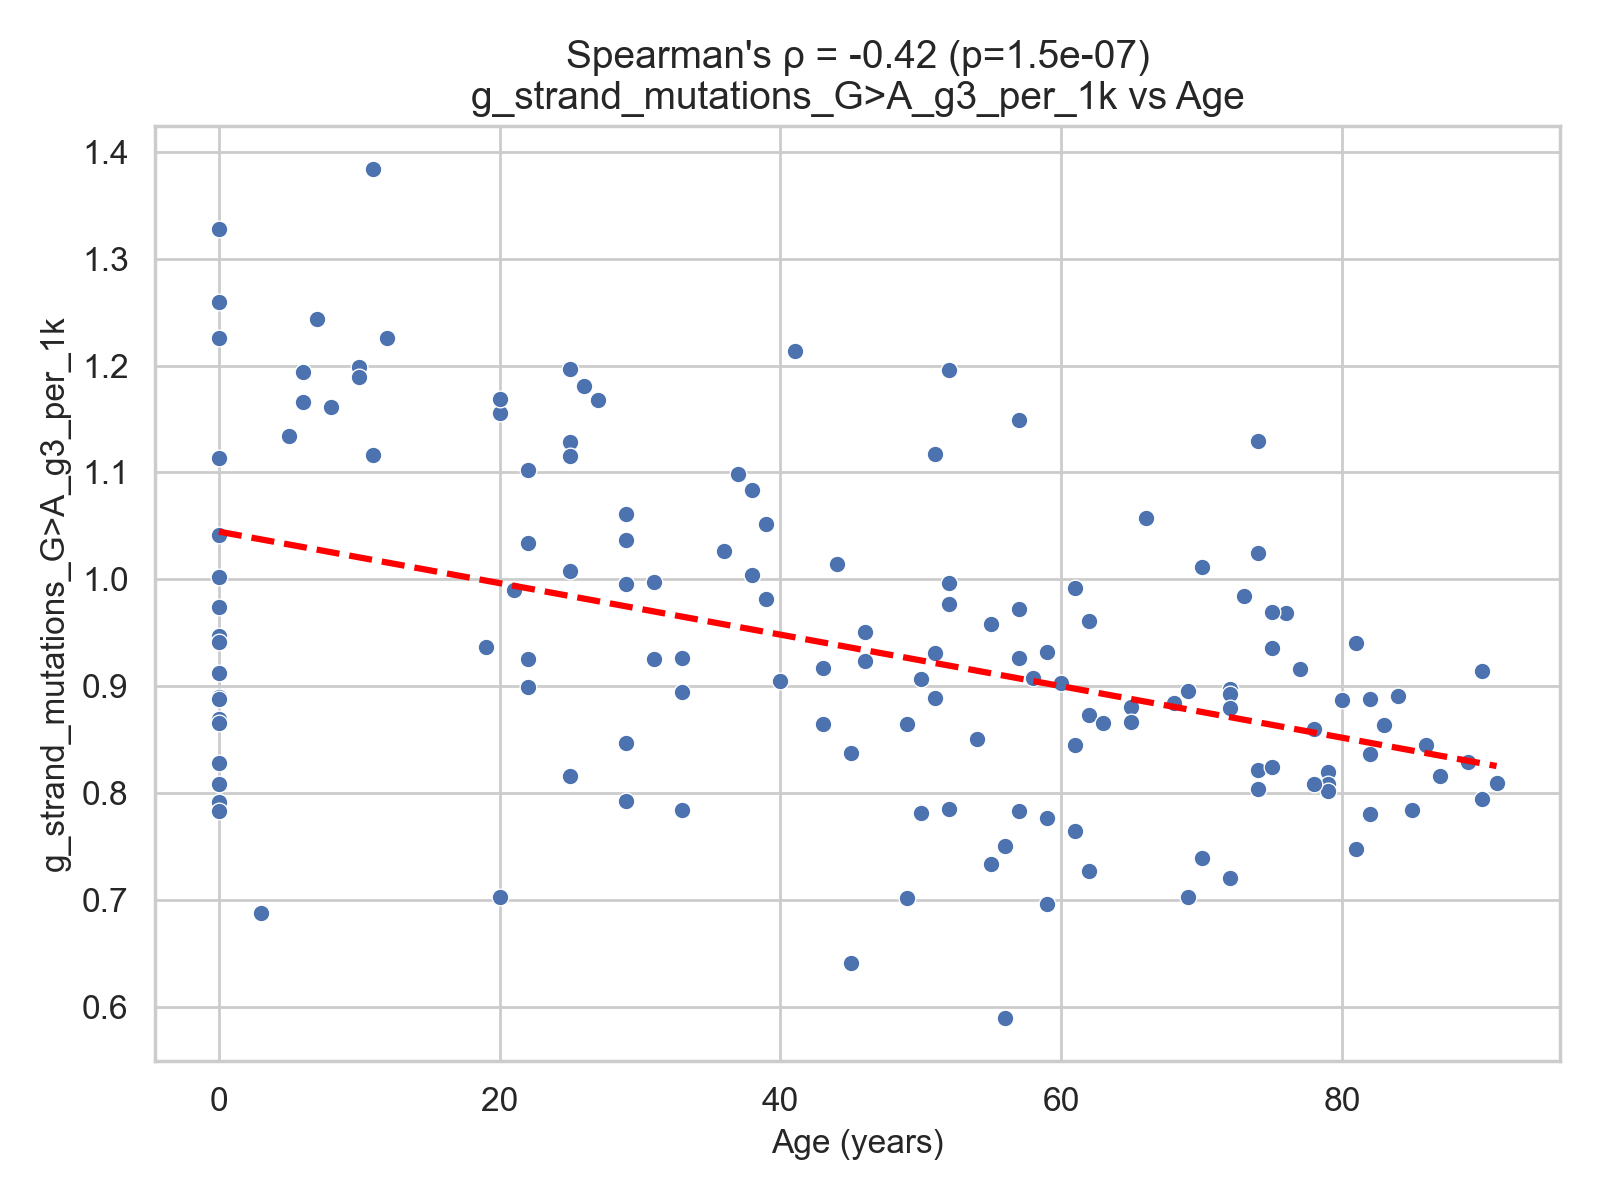 Spearman's ρ = -0.42 (p=1.5e-07)
g_strand_mutations_G>A_g3_per_1k vs Age
g_strand_mutations_G>A_g3_per_1k
1.4
1.3
1.2
1.1
1.0
0.9
0.8
0.7
0.6
0 20 40 60 80
Age (years)